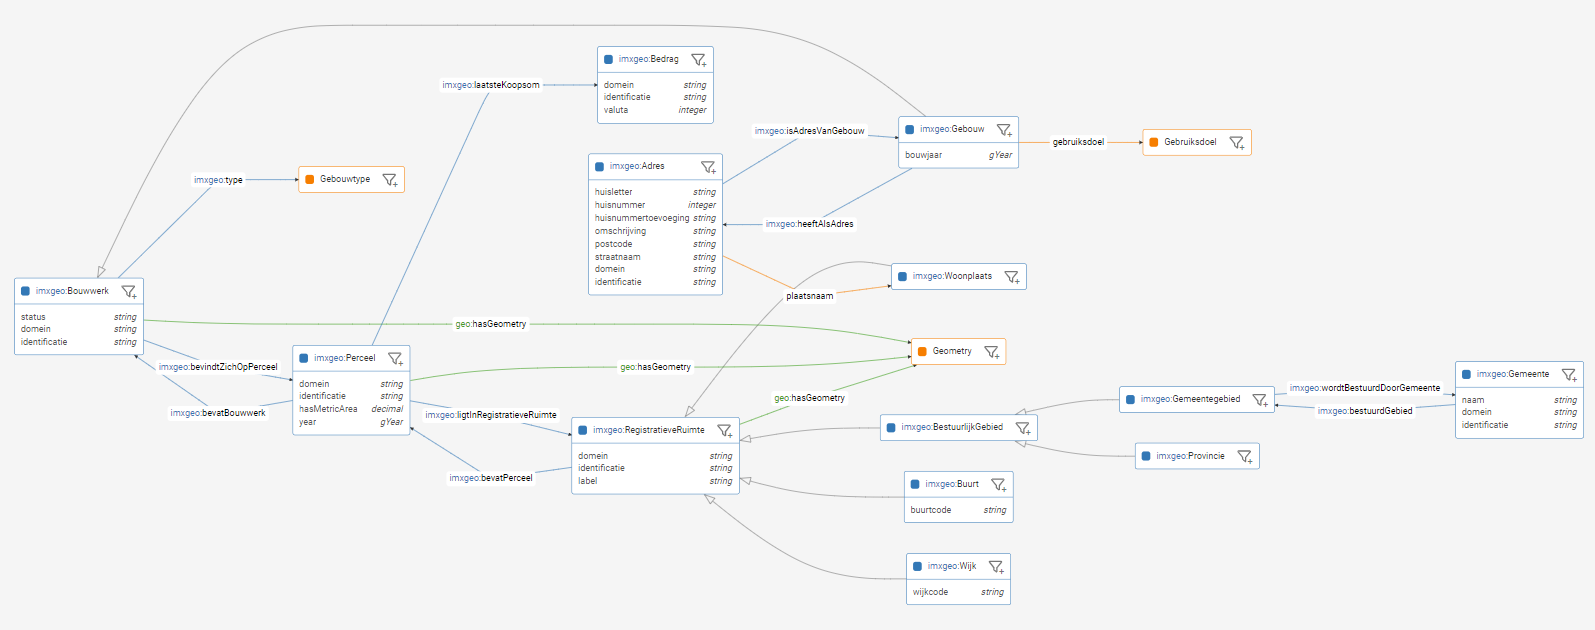 imxgeo:Bedrag
domein string
identificatie string
valuta integer
imxgeo:laatsteKoopsom
imxgeo:isAdresVanGebouw
imxgeo:Gebouw
bouwjaar gYear
gebruiksdoel
Gebruiksdoel
imxgeo:type
Gebouwtype
imxgeo:Adres
huisletter string
huisnummer integer
huisnummertoevoeging string
omschrijving string
postcode string
straatnaam string
domein string
identificatie string
imxgeo:heeftAlsAdres
imxgeo:Woonplaats
plaatsnaam
imxgeo:Bouwwerk
status string
domein string
identificatie string
geo:hasGeometry
imxgeo:bevindtZichOpPerceel
imxgeo:bevatBouwwerk
imxgeo:Perceel
domein string
identificatie string
hasMetricArea decimal
year gYear
geo:hasGeometry
Geometry
geo:hasGeometry
imxgeo:ligtInRegistratieveRuimte
imxgeo:bevatPerceel
imxgeo:RegistratieveRuimte
domein string
identificatie string
label string
imxgeo:BestuurlijkGebied
imxgeo:Gemeentegebied
imxgeo:wordtBestuurdDoorGemeente
imxgeo:bestuurdGebied
imxgeo:Gemeente
naam string
domein string
identificatie string
imxgeo:Provincie
imxgeo:Buurt
buurtcode string
imxgeo:Wijk
wijkcode string